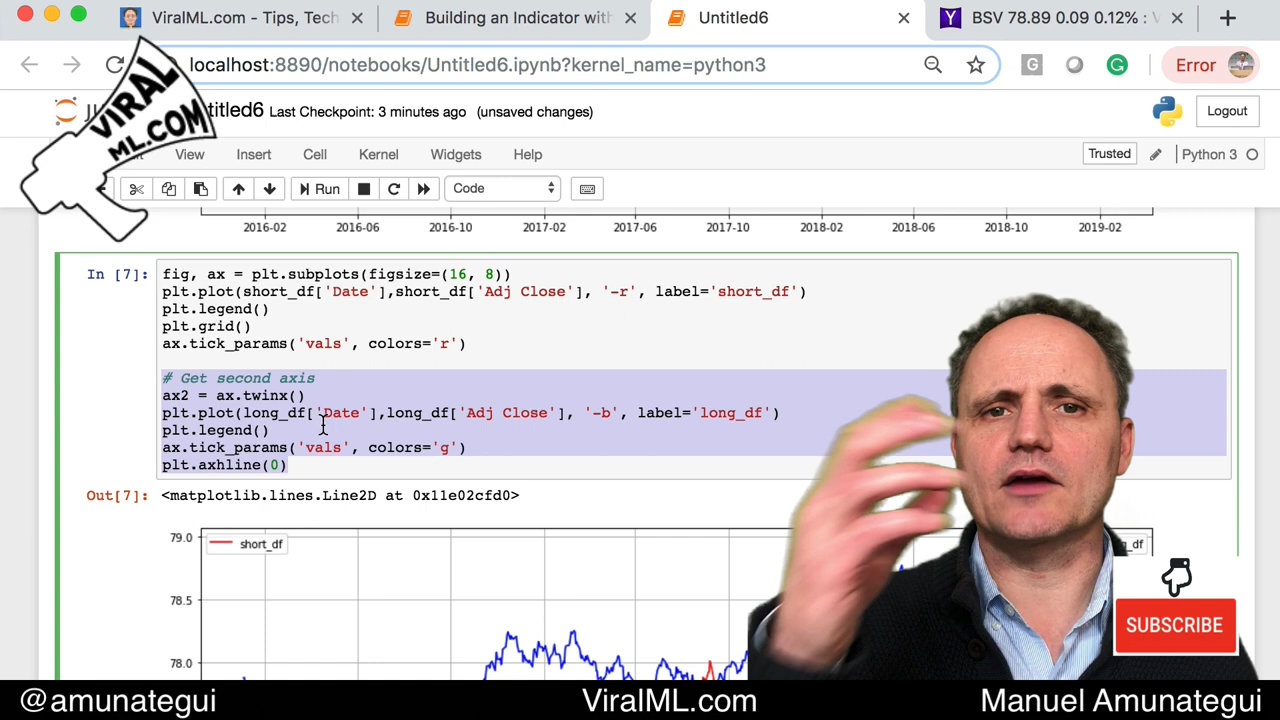 ViralML.com - Tips, Tech
Building an Indicator with
Untitled6
BSV 78.89 0.09 0.12% : 
localhost:8890/notebooks/Untitled6.ipynb?kernel_name=python3
G
G
Error
VIRAL
ML.COM
titled6 Last Checkpoint: 3 minutes ago (unsaved changes)
Logout
View Insert Cell Kernel Widgets Help
Trusted
Python 3
Run
Code
2016-02 2016-06 2016-10 2017-02 2017-06 2017-10 2018-02 2018-06 2018-10 2019-02
In [7]:
fig, ax = plt.subplots(figsize=(16, 8))
plt.plot(short_df['Date'],short_df['Adj Close'], '-r', label='short_df')
plt.legend()
plt.grid()
ax.tick_params('vals', colors='r')
# Get second axis
ax2 = ax.twinx()
plt.plot(long_df['Date'],long_df['Adj Close'], '-b', label='long_df')
plt.legend()
ax.tick_params('vals', colors='g')
plt.axhline(0)
Out[7]: <matplotlib.lines.Line2D at 0x11e02cfd0>
79.0
short_df
_df
78.5
78.0
SUBSCRIBE
@amunategui
ViralML.com
Manuel Amunategui